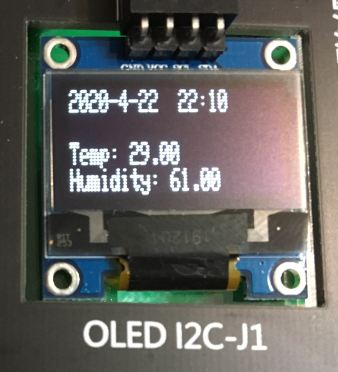 GND VCC SCL SDA
2020-4-22 22:10
Temp: 29.00
Humidity: 61.00
OLED I2C-J1